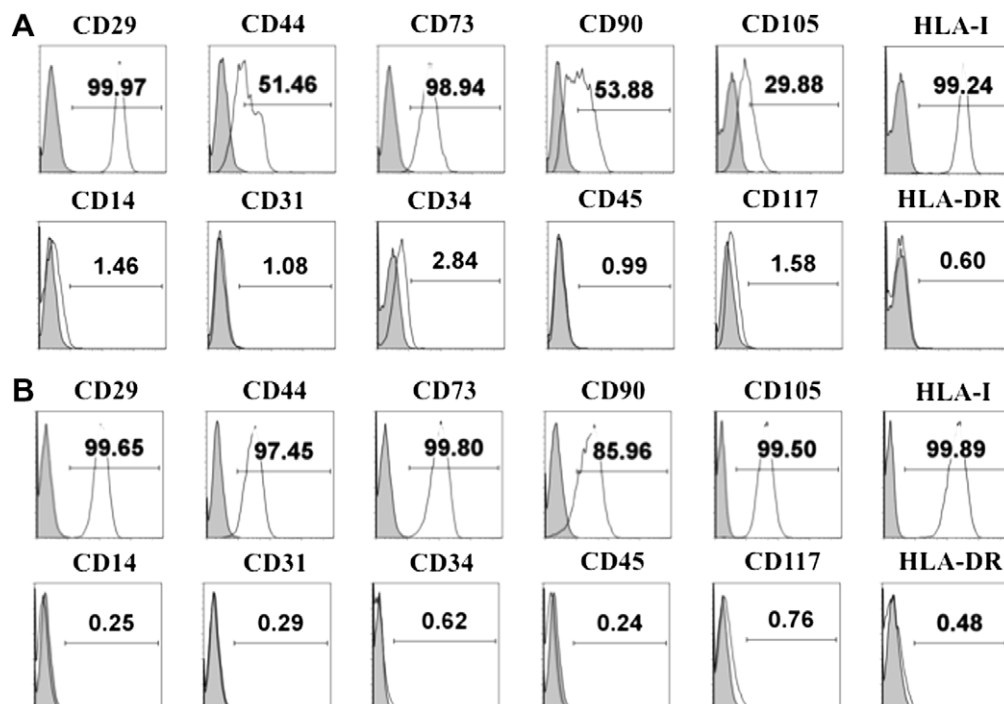 A CD29 CD44 CD73 CD90 CD105 HLA-I
99.97 51.46 98.94 53.88 29.88 99.24
CD14 CD31 CD34 CD45 CD117 HLA-DR
1.46 1.08 2.84 0.99 1.58 0.60
B CD29 CD44 CD73 CD90 CD105 HLA-I
99.65 97.45 99.80 85.96 99.50 99.89
CD14 CD31 CD34 CD45 CD117 HLA-DR
0.25 0.29 0.62 0.24 0.76 0.48